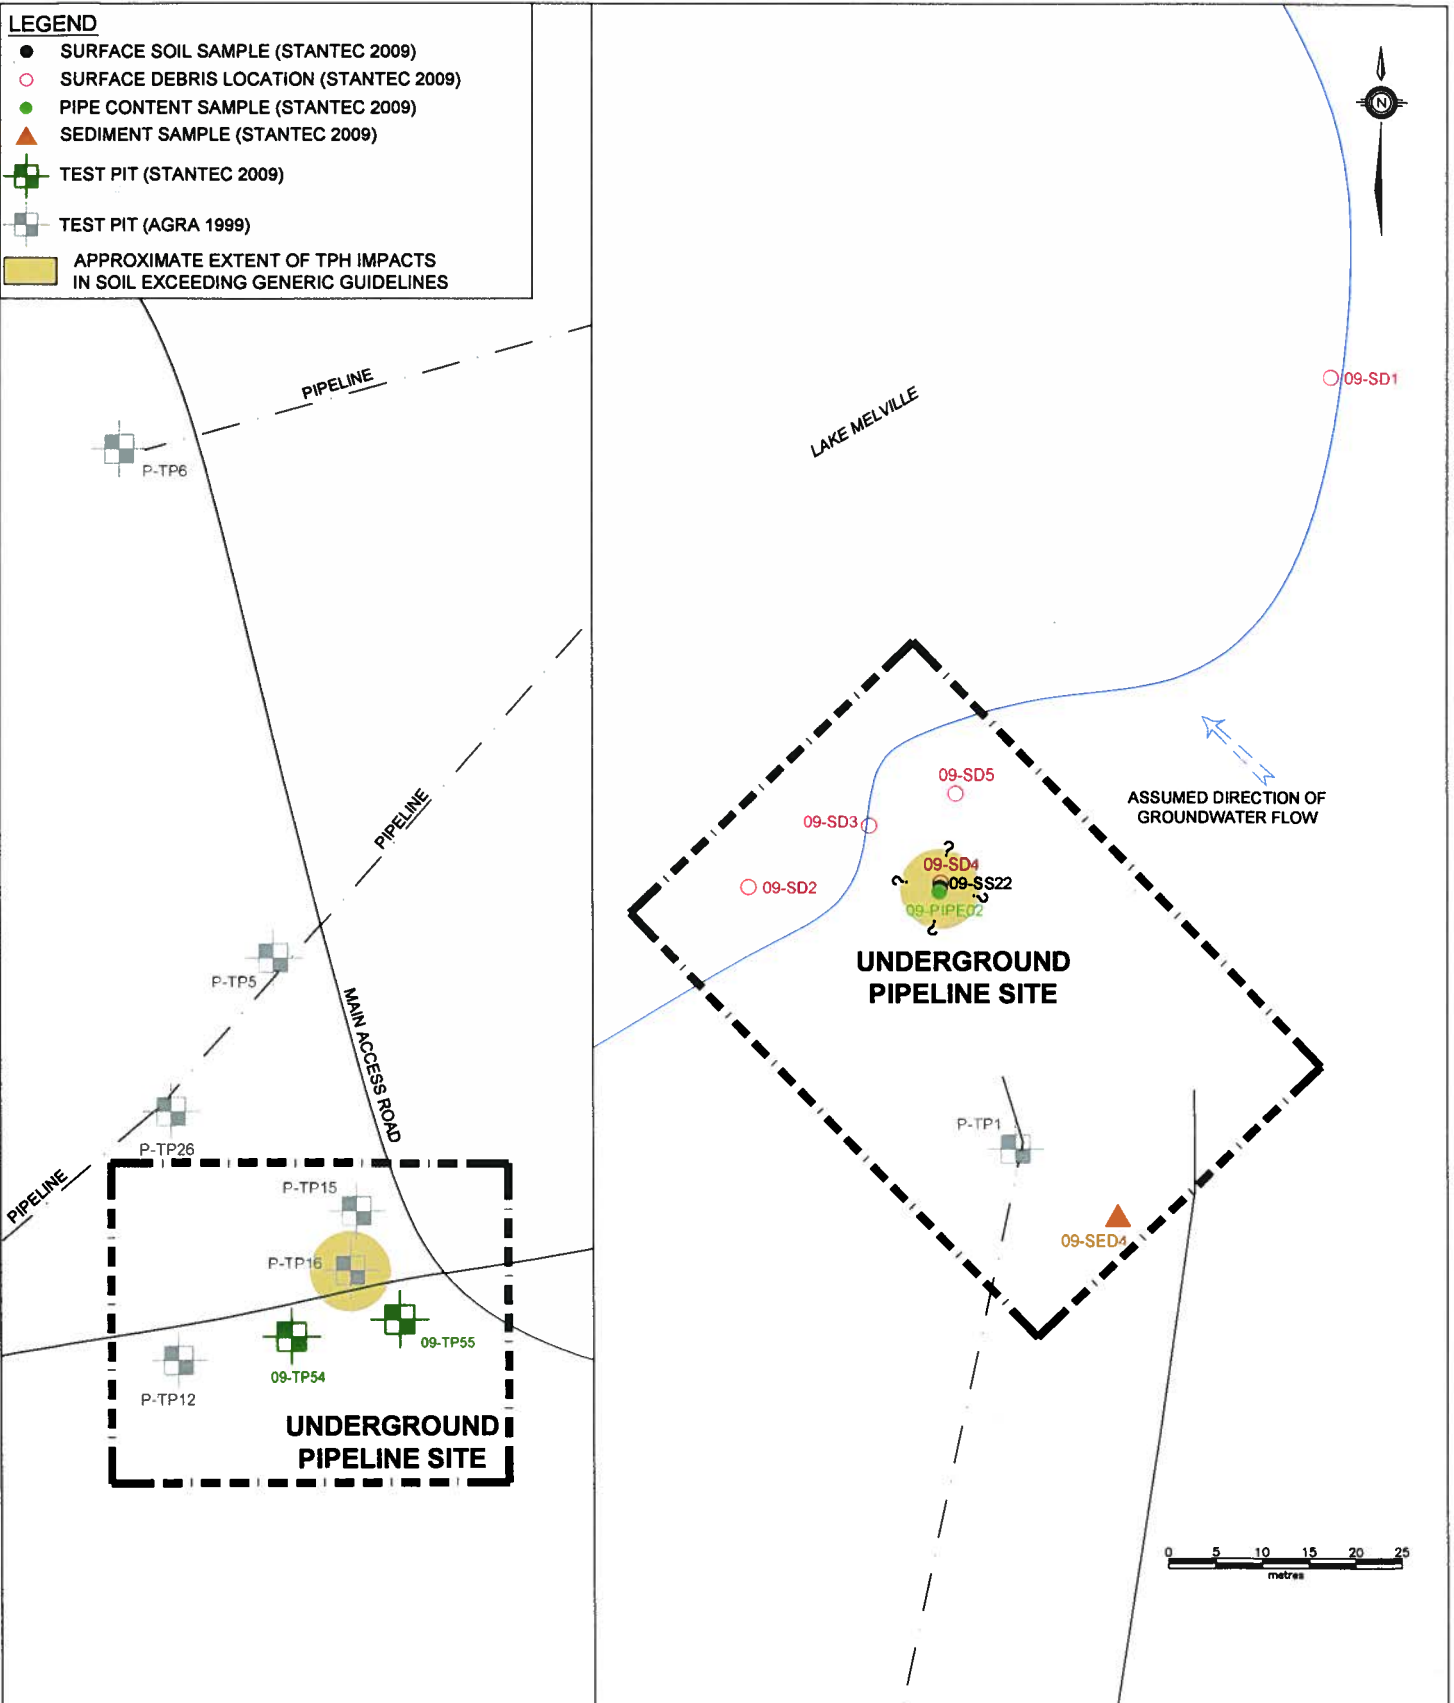 LEGEND
SURFACE SOIL SAMPLE (STANTEC 2009)
SURFACE DEBRIS LOCATION (STANTEC 2009)
PIPE CONTENT SAMPLE (STANTEC 2009)
SEDIMENT SAMPLE (STANTEC 2009)
TEST PIT (STANTEC 2009)
TEST PIT (AGRA 1999)
APPROXIMATE EXTENT OF TPH IMPACTS
IN SOIL EXCEEDING GENERIC GUIDELINES
N
PIPELINE
P-TP6
LAKE MELVILLE
09-SD1
PIPELINE
P-TP5
MAIN ACCESS ROAD
P-TP26
PIPELINE
P-TP15
P-TP16
09-TP55
09-TP54
P-TP12
UNDERGROUND
PIPELINE SITE
ASSUMED DIRECTION OF
GROUNDWATER FLOW
09-SD5
09-SD3
09-SD2
?
09-SD4
?
09-SS22
?
09-PIPE02
?
UNDERGROUND
PIPELINE SITE
P-TP1
09-SED4
0 5 10 15 20 25
metres